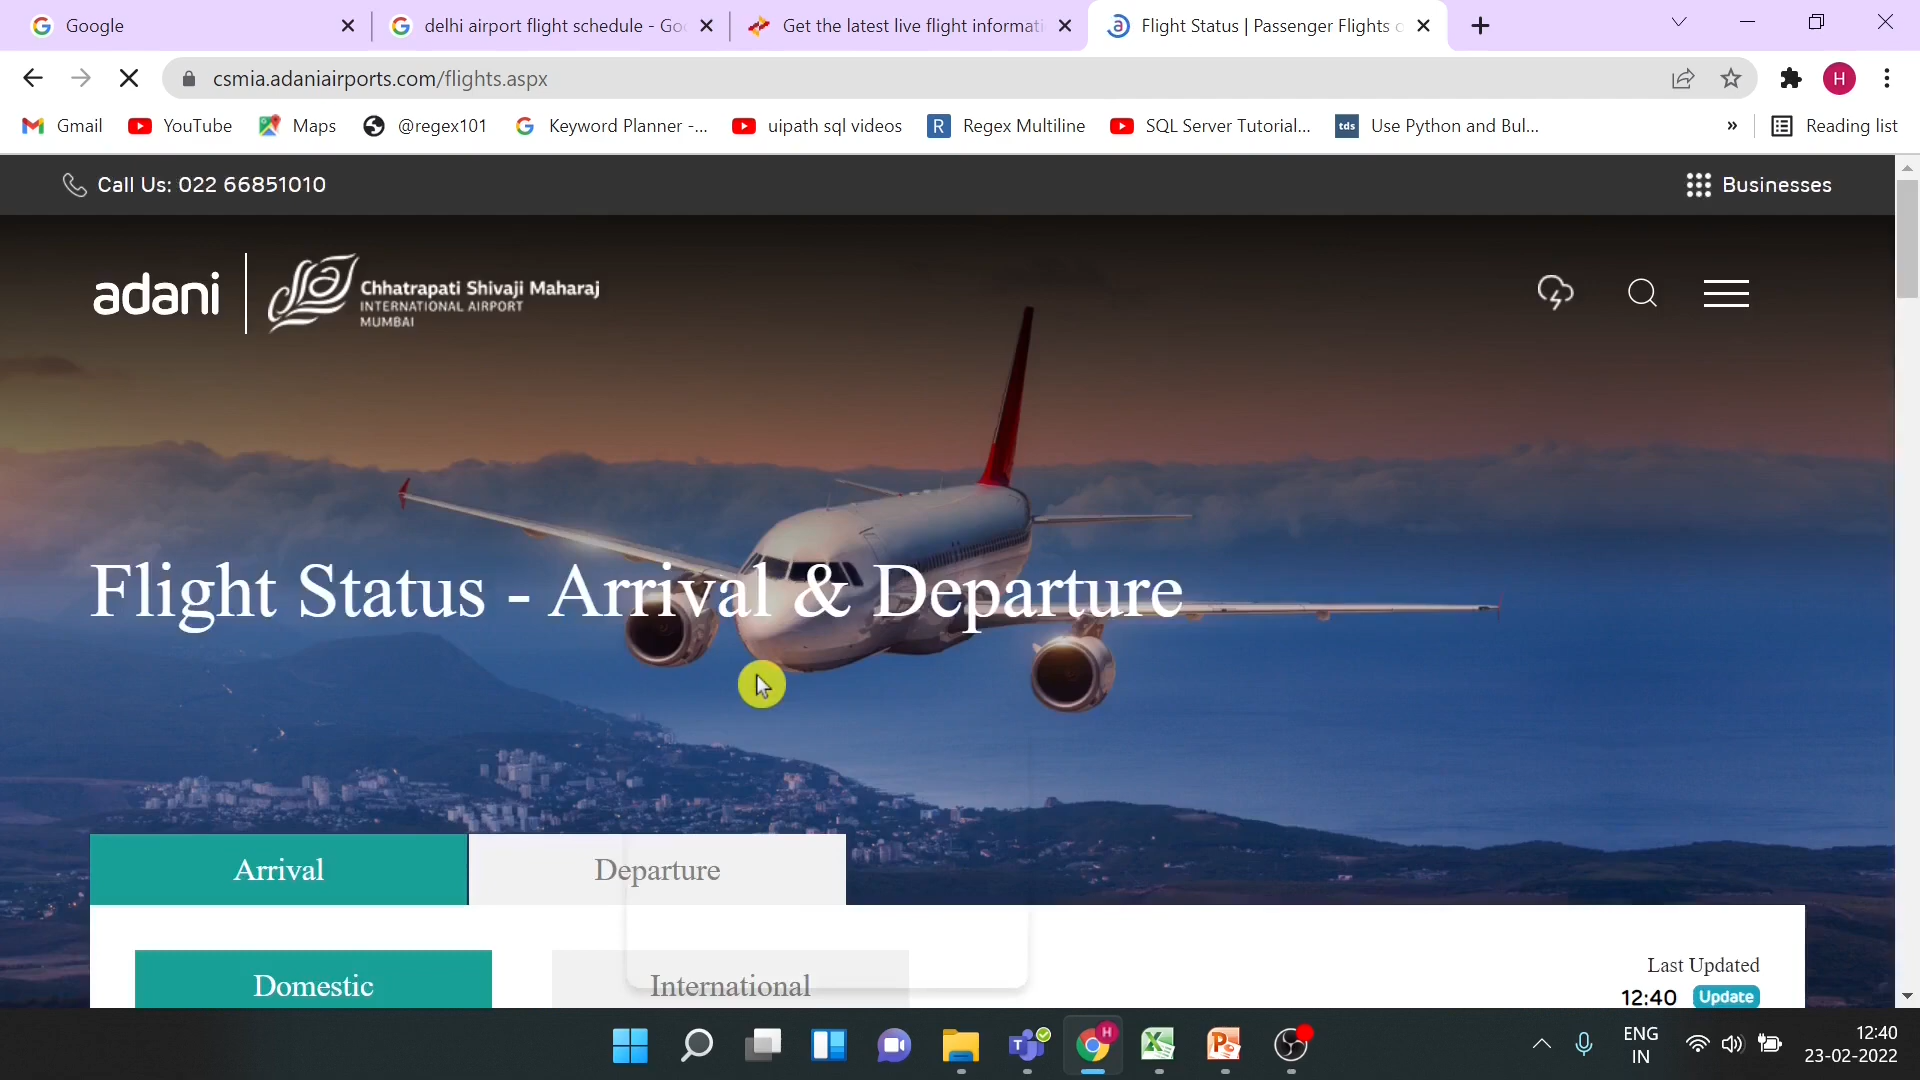 Google
delhi airport flight schedule - Goo
Get the latest live flight informati
Flight Status | Passenger Flights o
csmia.adaniairports.com/flights.aspx
H
Gmail
YouTube
Maps
@regex101
Keyword Planner -...
uipath sql videos
R
Regex Multiline
SQL Server Tutorial...
tds
Use Python and Bul...
»
Reading list
Call Us: 022 66851010
Businesses
adani
Chhatrapati Shivaji Maharaj
INTERNATIONAL AIRPORT
MUMBAI
Flight Status - Arrival & Departure
Arrival
Departure
Domestic
International
Last Updated
12:40
Update
H
ENG
IN
12:40
23-02-2022